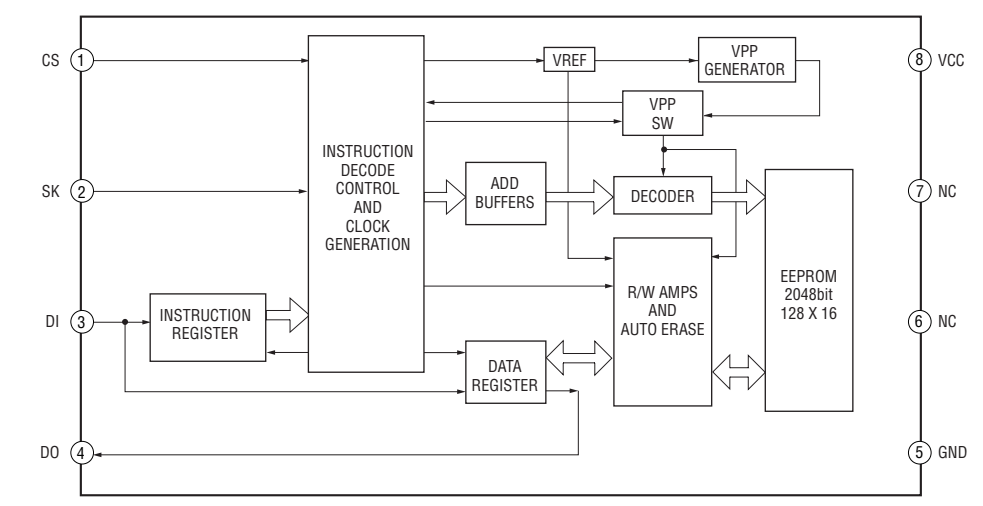 CS
1
SK
2
DI
3
DO
4
INSTRUCTION
REGISTER
INSTRUCTION
DECODE
CONTROL
AND
CLOCK
GENERATION
VREF
VPP
GENERATOR
VPP
SW
ADD
BUFFERS
DECODER
R/W AMPS
AND
AUTO ERASE
DATA
REGISTER
EEPROM
2048bit
128 X 16
8
VCC
7
NC
6
NC
5
GND